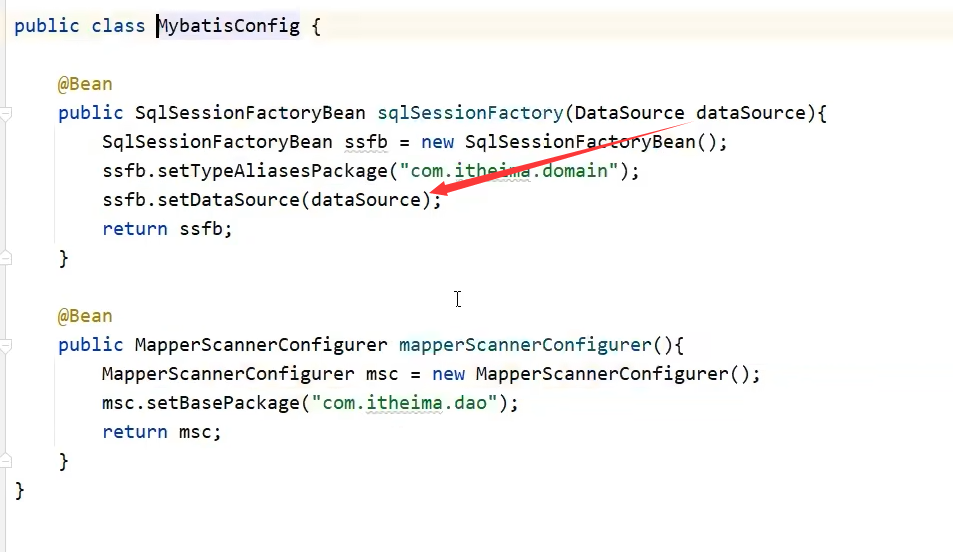 public class MybatisConfig {
@Bean
public SqlSessionFactoryBean sqlSessionFactory(DataSource dataSource){
SqlSessionFactoryBean ssfb = new SqlSessionFactoryBean();
ssfb.setTypeAliasesPackage("com.itheima.domain");
ssfb.setDataSource(dataSource);
return ssfb;
}
@Bean
public MapperScannerConfigurer mapperScannerConfigurer(){
MapperScannerConfigurer msc = new MapperScannerConfigurer();
msc.setBasePackage("com.itheima.dao");
return msc;
}
}